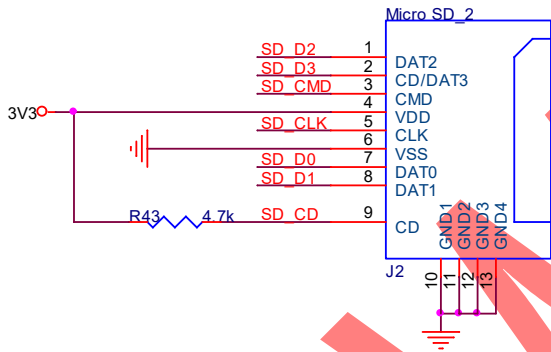 Micro SD_2
SD_D2 1 DAT2
SD_D3 2 CD/DAT3
SD_CMD 3 CMD
3V3 4 VDD
SD_CLK 5 CLK
6 VSS
SD_D0 7 DAT0
SD_D1 8 DAT1
R43 4.7k SD_CD 9 CD
GND1 GND2 GND3 GND4
J2 10 11 12 13